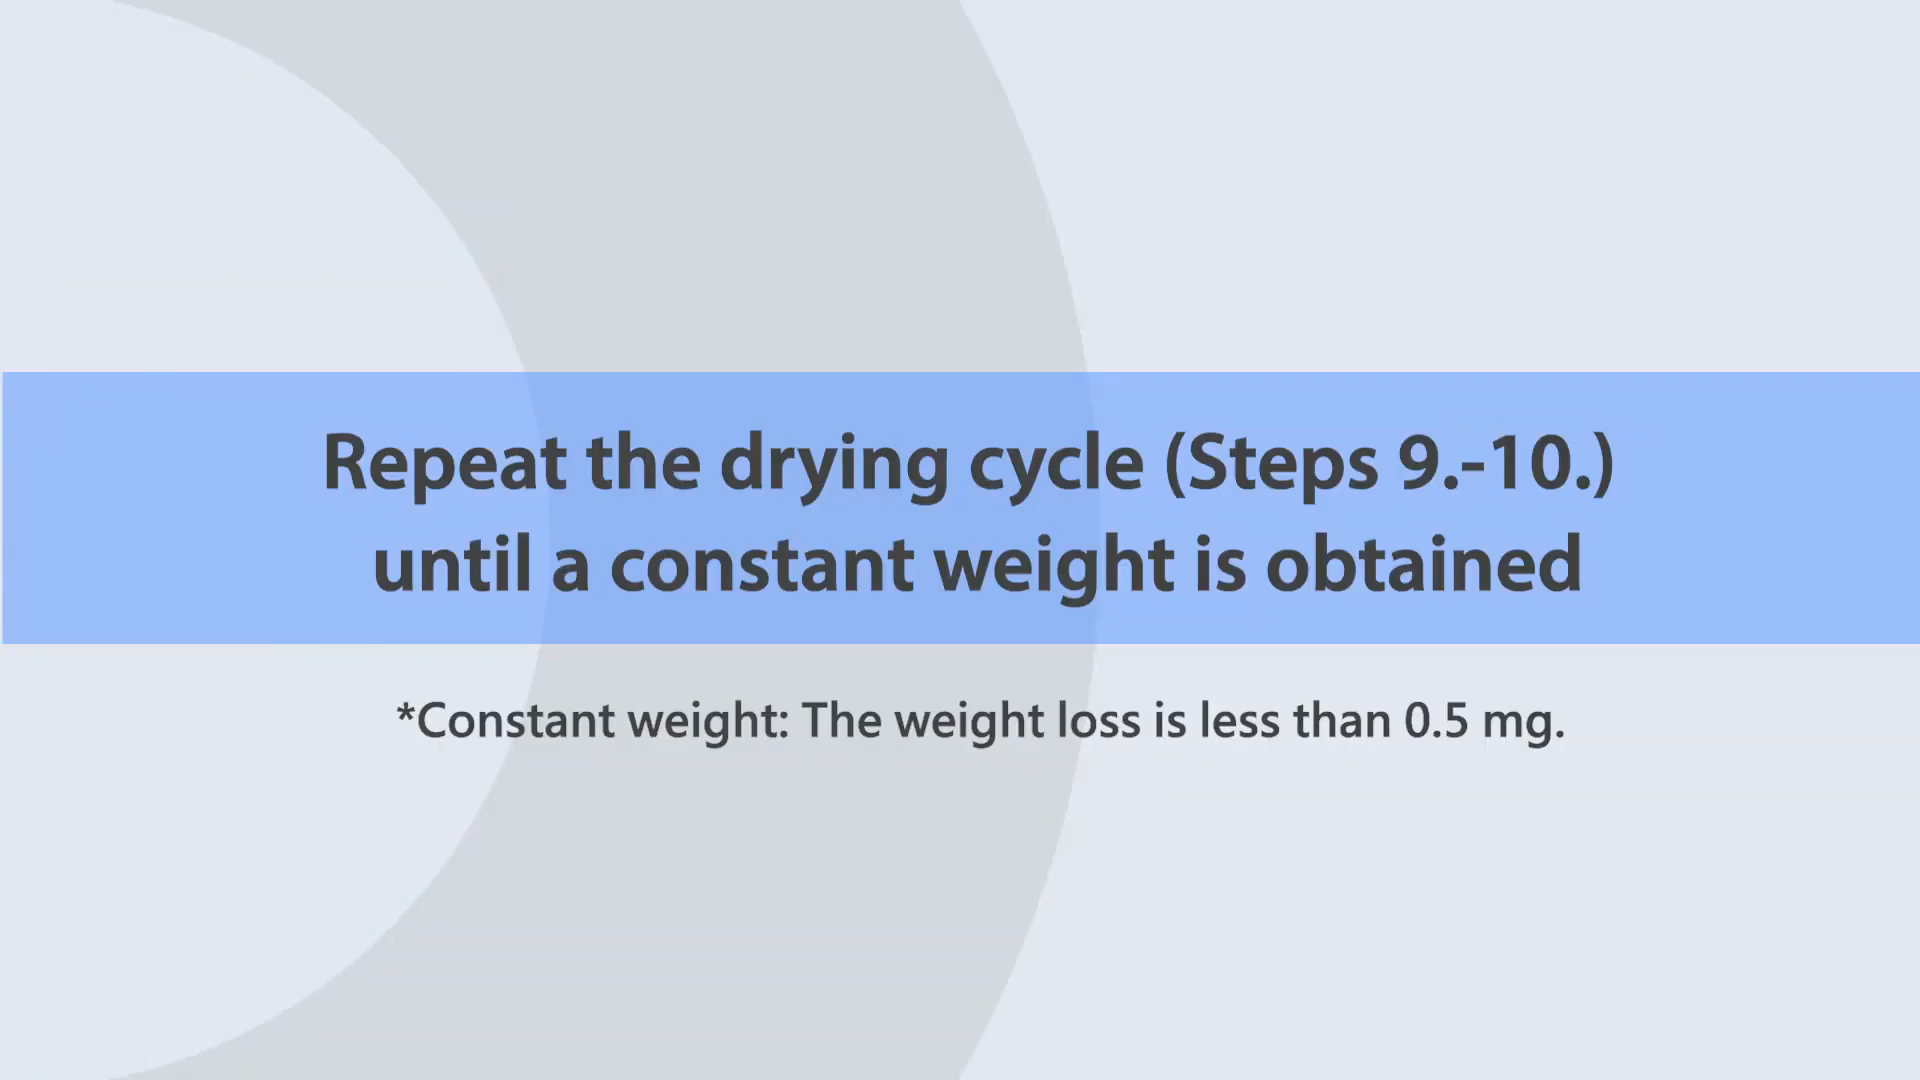 Repeat the drying cycle (Steps 9.-10.)
until a constant weight is obtained
*Constant weight: The weight loss is less than 0.5 mg.